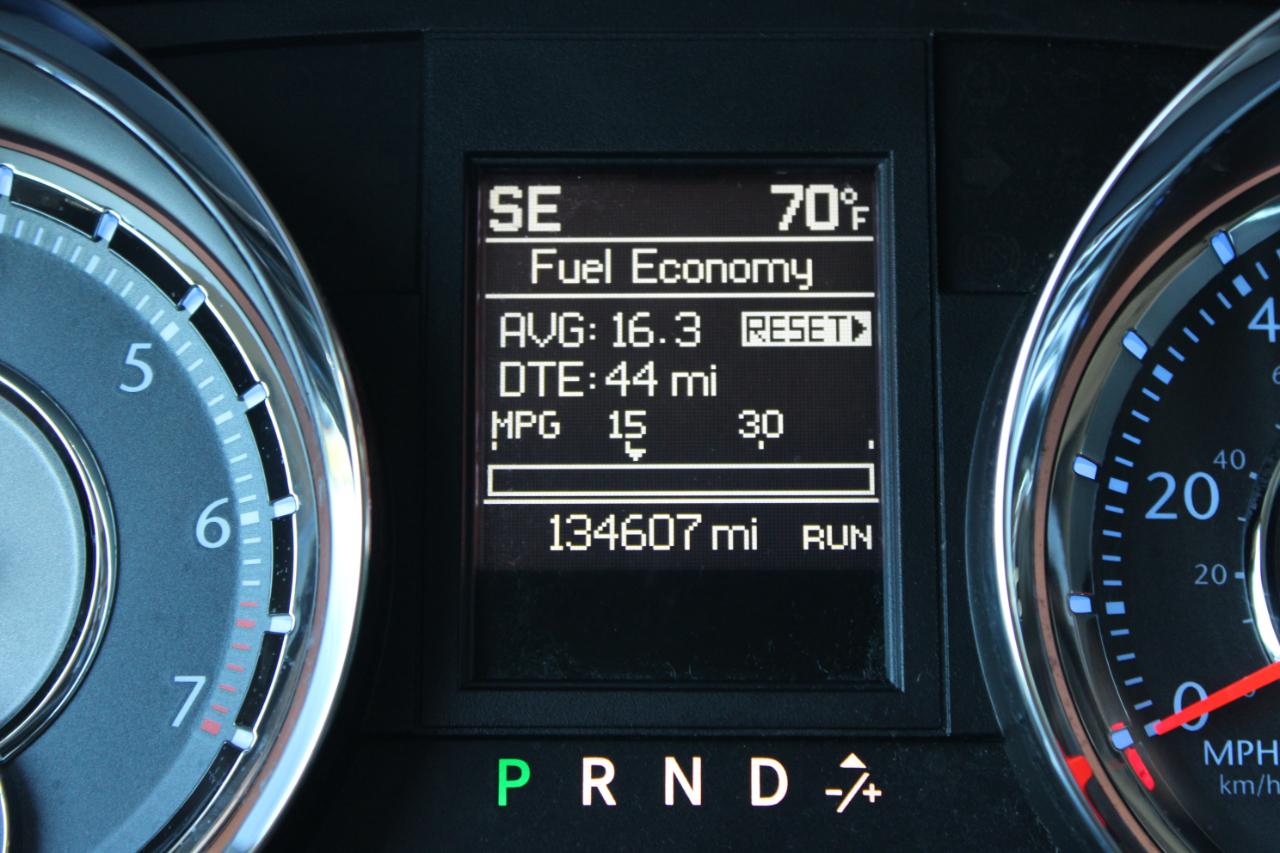 SE 70°F
Fuel Economy
AVG: 16.3 RESET
DTE: 44 mi
MPG 15 30
134607 mi RUN
P R N D -/+
5
6
7
40
20
20
0
MPH
km/h